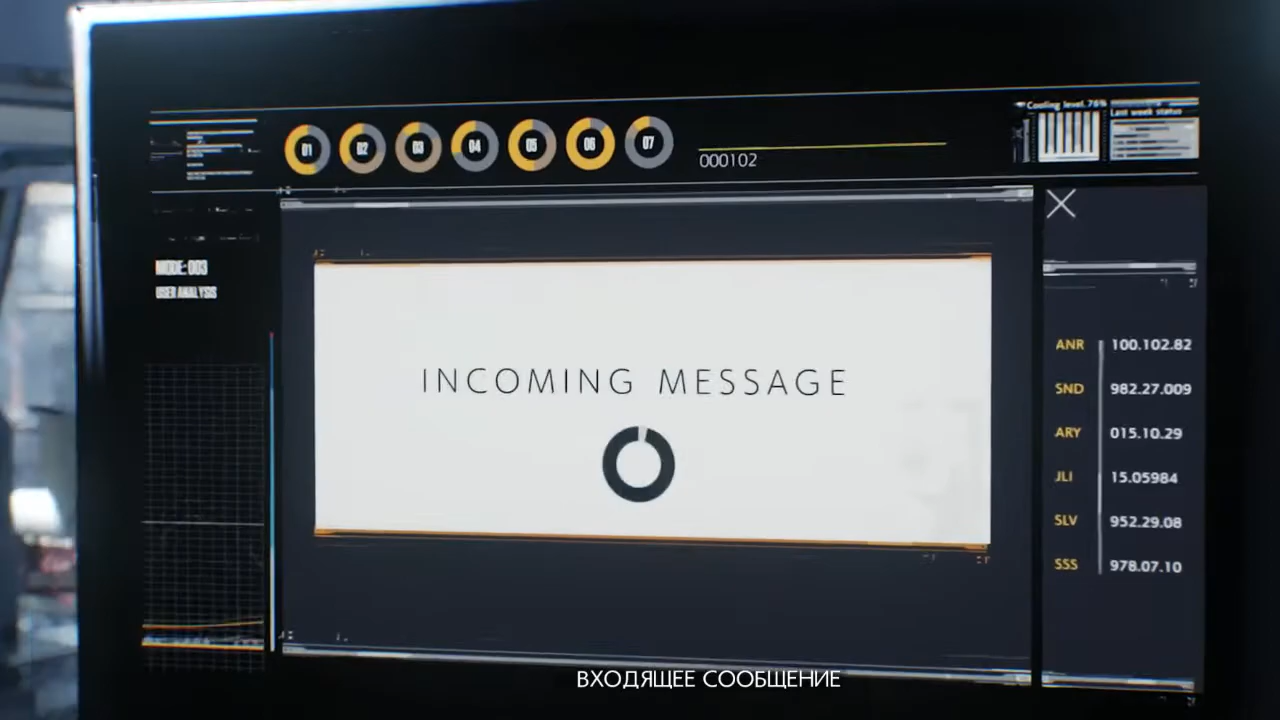 Cooling level.76%
Last week status
01 02 03 04 05 06 07
000102
MODE: 003
USER ANALYSIS
INCOMING MESSAGE
ANR 100.102.82
SND 982.27.009
ARY 015.10.29
JLI 15.05984
SLV 952.29.08
SSS 978.07.10
ВХОДЯЩЕЕ СООБЩЕНИЕ